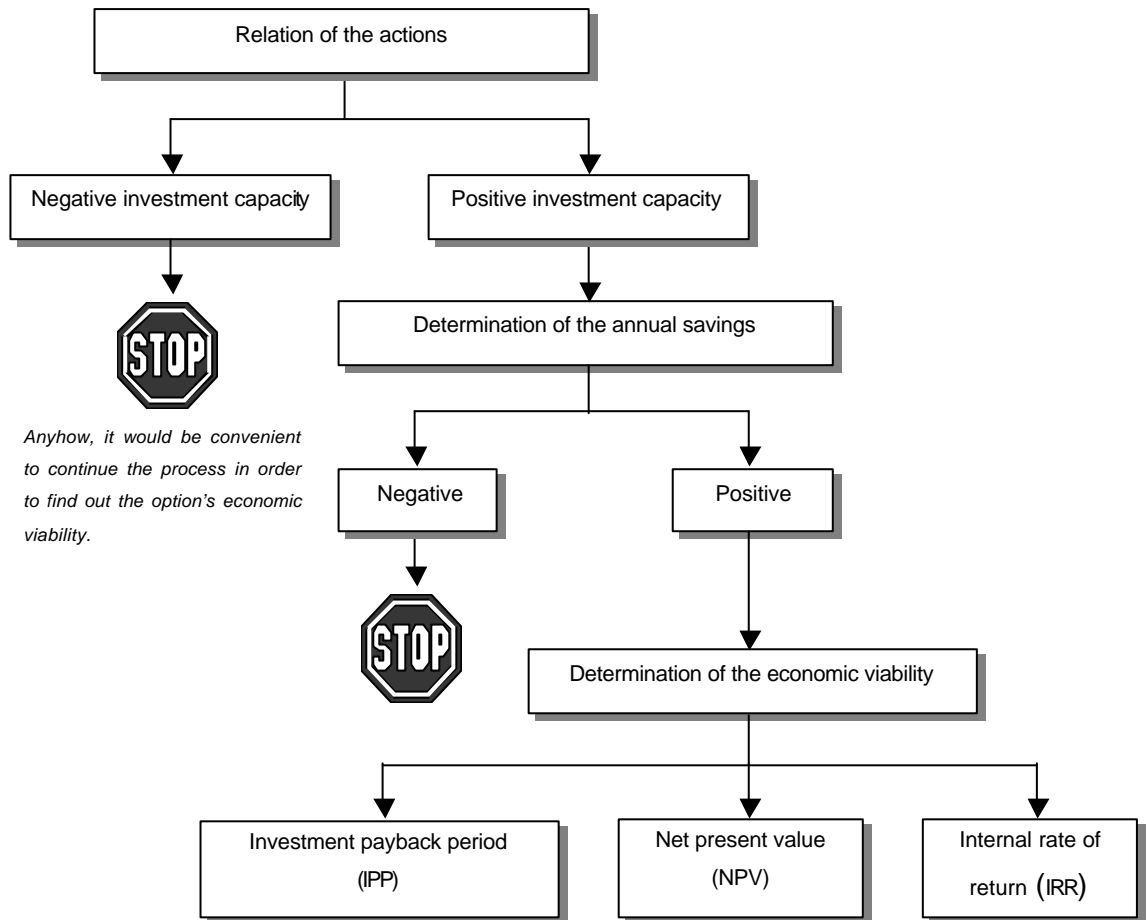 Relation of the actions
Negative investment capacity
Positive investment capacity
STOP
Determination of the annual savings
Anyhow, it would be convenient
to continue the process in order
to find out the option's economic
viability.
Negative
Positive
STOP
Determination of the economic viability
Investment payback period
(IPP)
Net present value
(NPV)
Internal rate of
return (IRR)